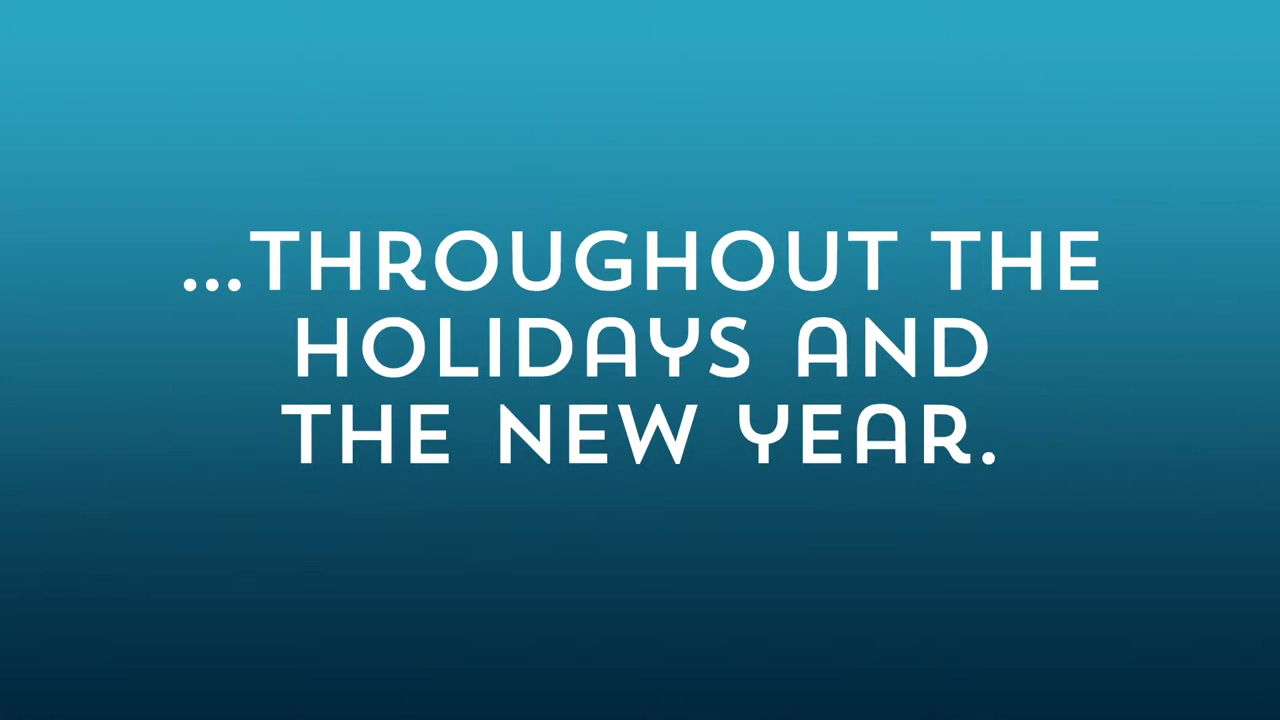 ...THROUGHOUT THE
HOLIDAYS AND
THE NEW YEAR.